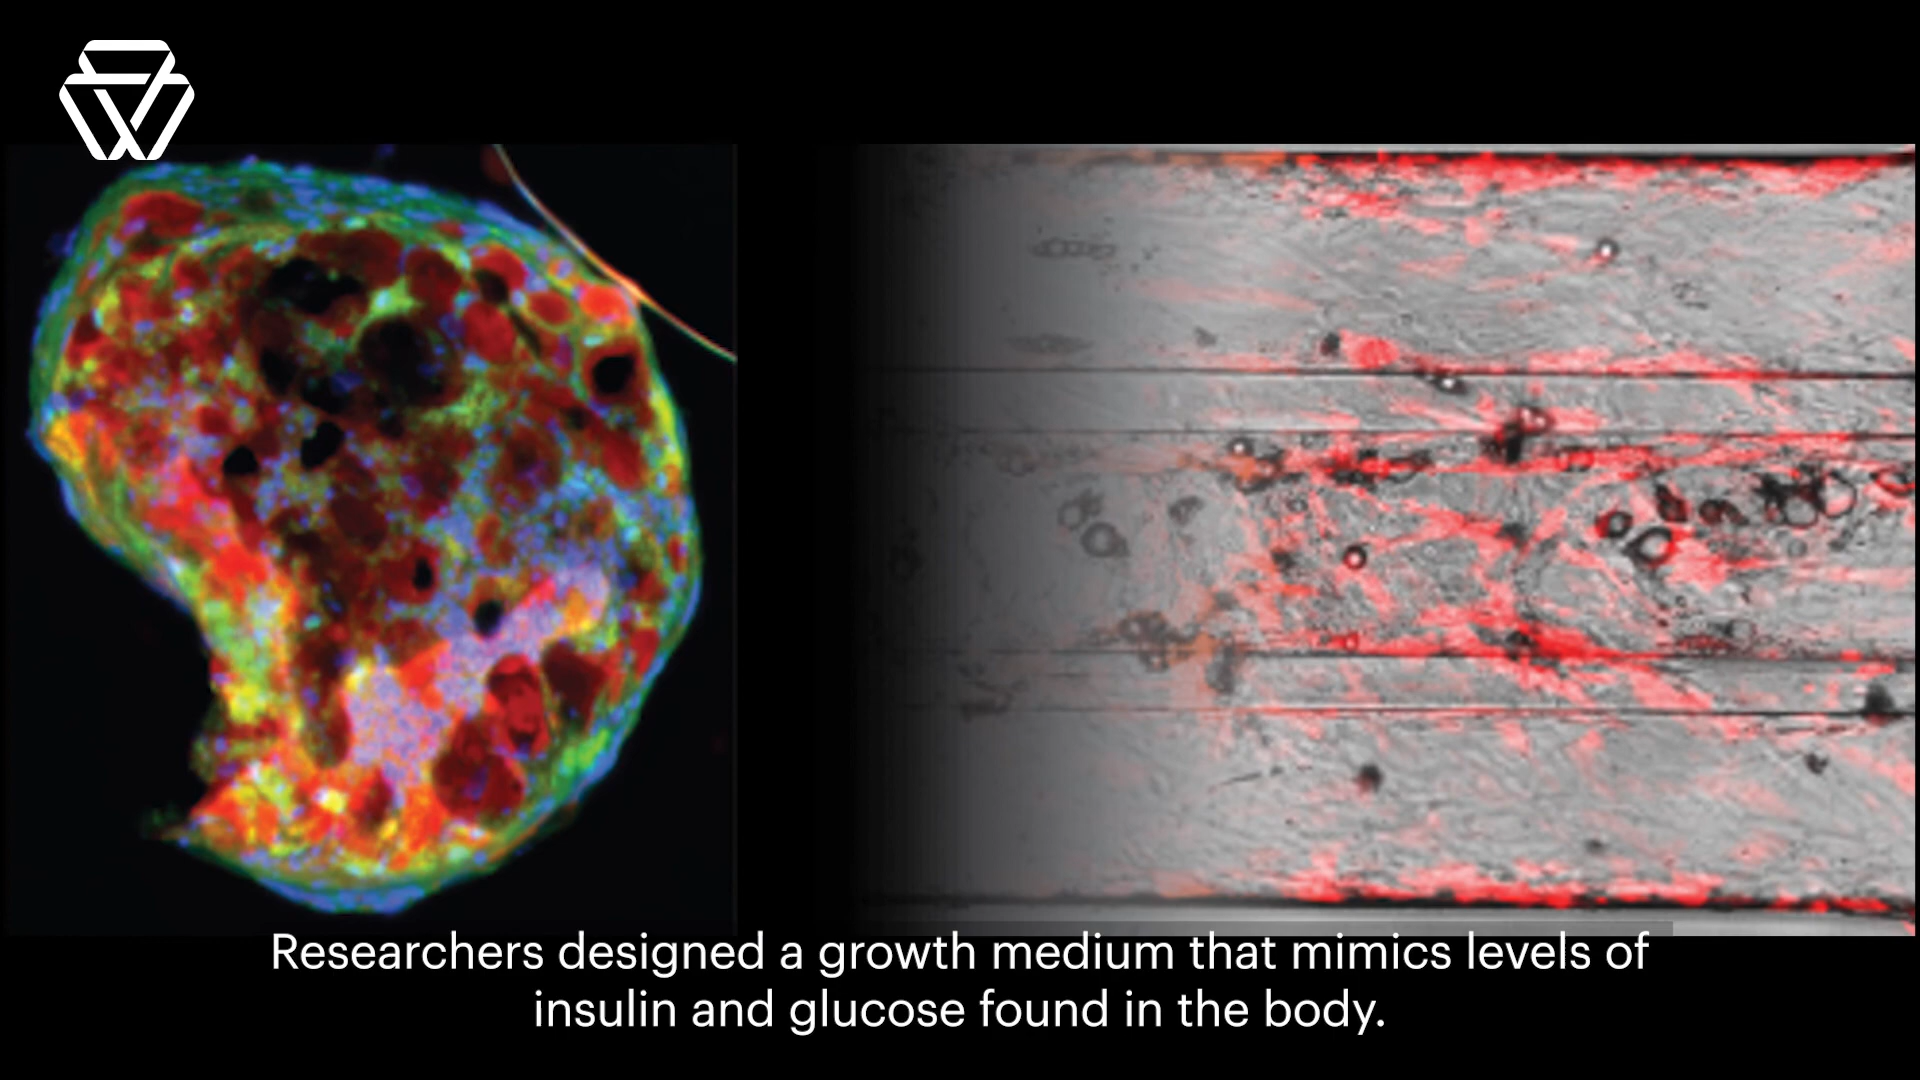 Researchers designed a growth medium that mimics levels of
insulin and glucose found in the body.